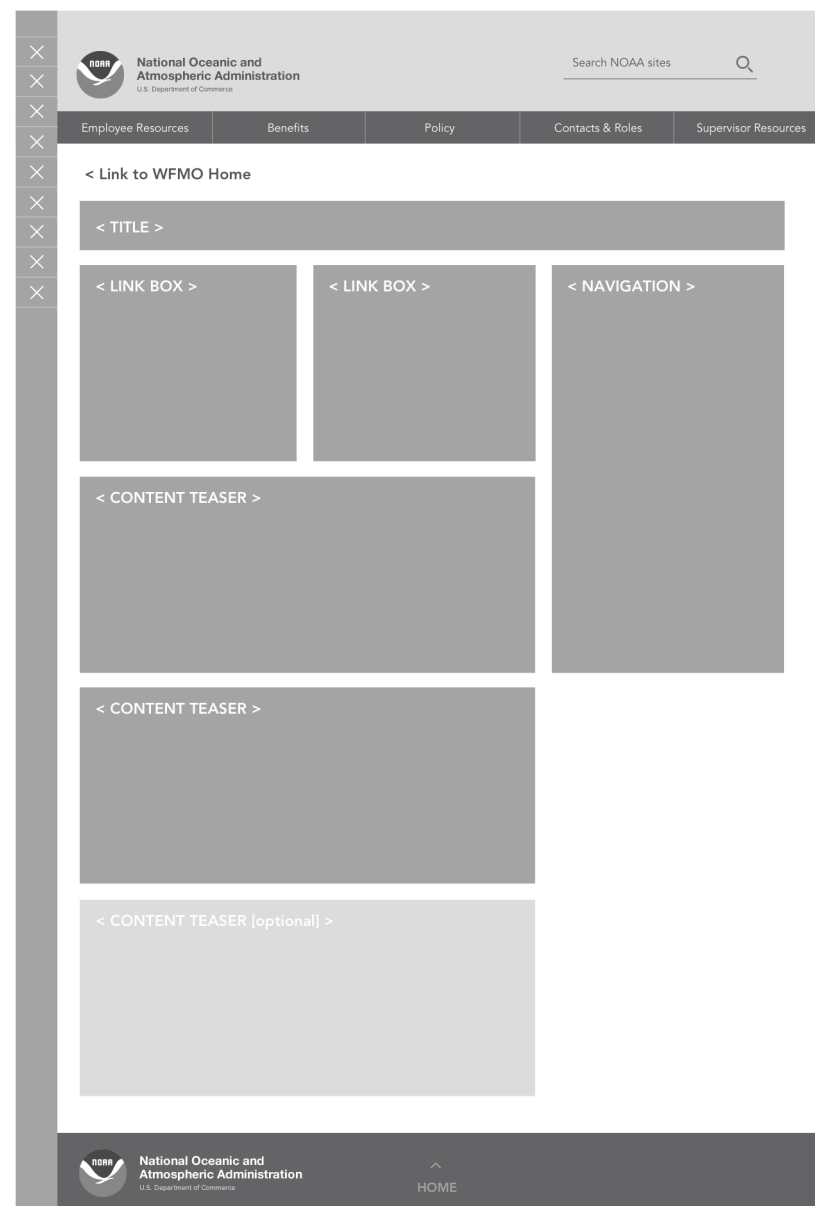 NOAA
National Oceanic and
Atmospheric Administration
U.S. Department of Commerce
Search NOAA sites
Employee Resources
Benefits
Policy
Contacts & Roles
Supervisor Resources
< Link to WFMO Home
< TITLE >
< LINK BOX >
< LINK BOX >
< NAVIGATION >
< CONTENT TEASER >
< CONTENT TEASER >
< CONTENT TEASER [optional] >
NOAA
National Oceanic and
Atmospheric Administration
U.S. Department of Commerce
HOME